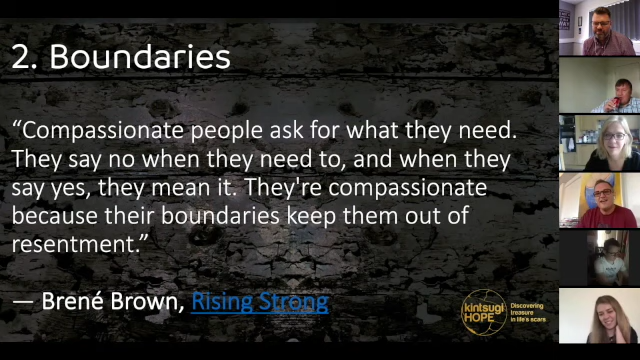 2. Boundaries
“Compassionate people ask for what they need.
They say no when they need to, and when they
say yes, they mean it. They're compassionate
because their boundaries keep them out of
resentment.”
— Brené Brown, Rising Strong
kintsugi
HOPE
Discovering
treasure
in life's scars